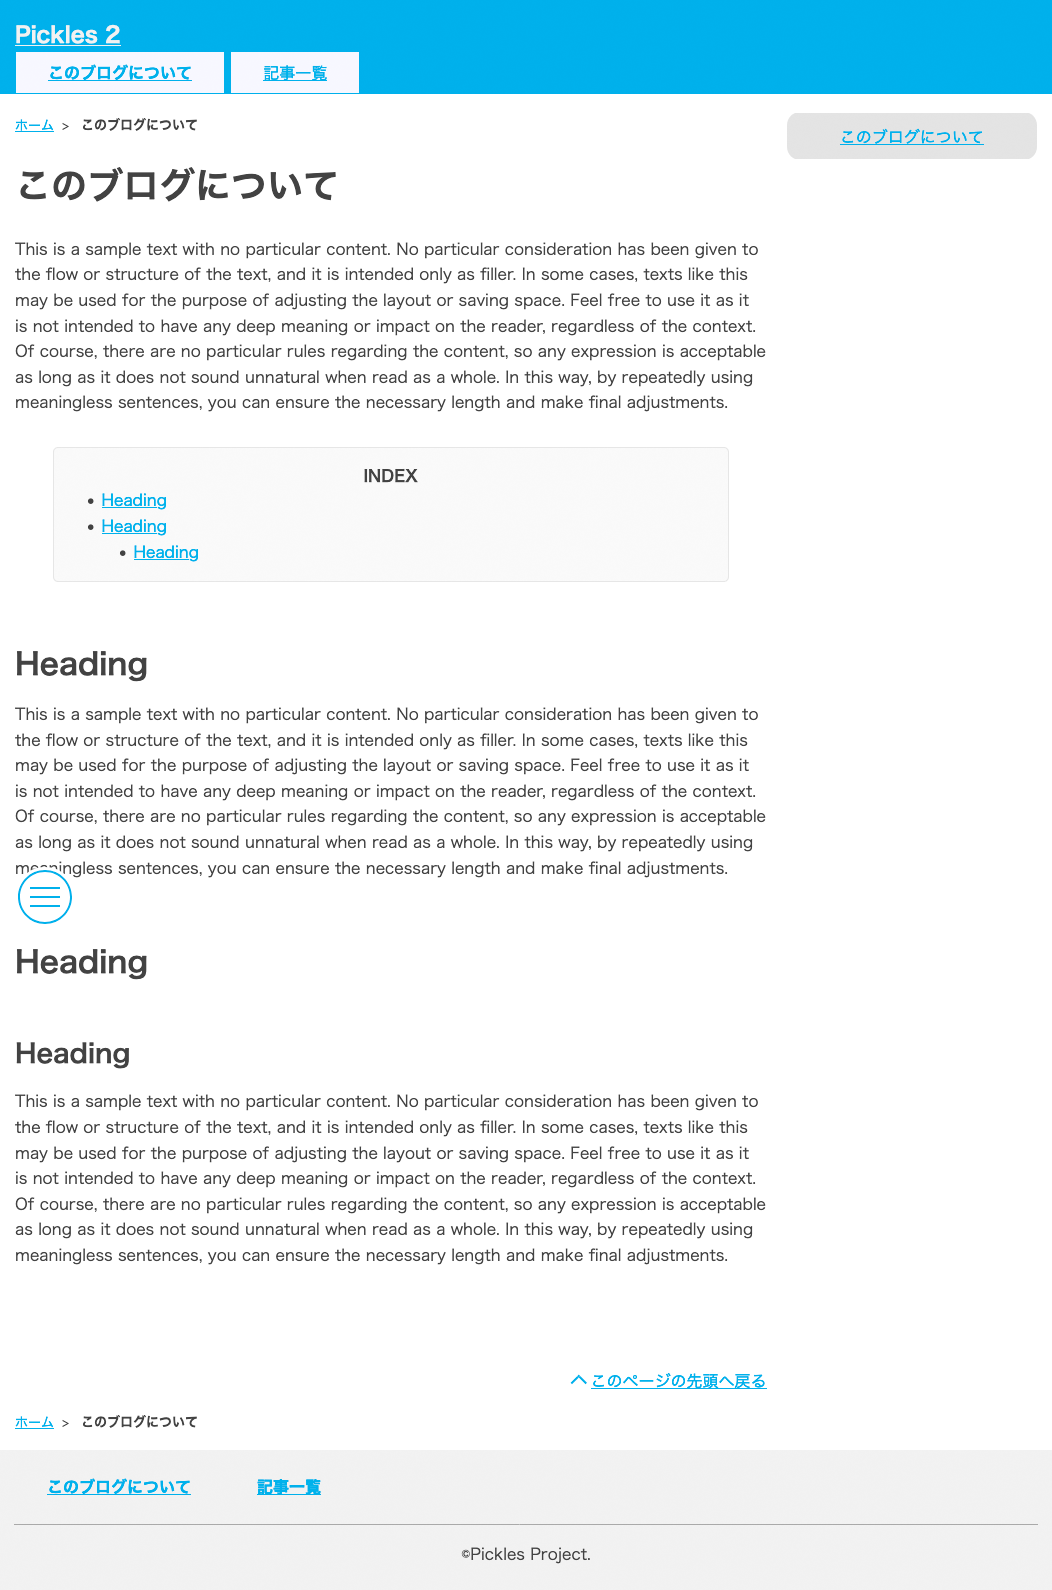 Pickles 2
このブログについて 記事一覧
ホーム > このブログについて
このブログについて
このブログについて
This is a sample text with no particular content. No particular consideration has been given to
the flow or structure of the text, and it is intended only as filler. In some cases, texts like this
may be used for the purpose of adjusting the layout or saving space. Feel free to use it as it
is not intended to have any deep meaning or impact on the reader, regardless of the context.
Of course, there are no particular rules regarding the content, so any expression is acceptable
as long as it does not sound unnatural when read as a whole. In this way, by repeatedly using
meaningless sentences, you can ensure the necessary length and make final adjustments.
INDEX
• Heading
• Heading
• Heading
Heading
This is a sample text with no particular content. No particular consideration has been given to
the flow or structure of the text, and it is intended only as filler. In some cases, texts like this
may be used for the purpose of adjusting the layout or saving space. Feel free to use it as it
is not intended to have any deep meaning or impact on the reader, regardless of the context.
Of course, there are no particular rules regarding the content, so any expression is acceptable
as long as it does not sound unnatural when read as a whole. In this way, by repeatedly using
meaningless sentences, you can ensure the necessary length and make final adjustments.
Heading
Heading
This is a sample text with no particular content. No particular consideration has been given to
the flow or structure of the text, and it is intended only as filler. In some cases, texts like this
may be used for the purpose of adjusting the layout or saving space. Feel free to use it as it
is not intended to have any deep meaning or impact on the reader, regardless of the context.
Of course, there are no particular rules regarding the content, so any expression is acceptable
as long as it does not sound unnatural when read as a whole. In this way, by repeatedly using
meaningless sentences, you can ensure the necessary length and make final adjustments.
このページの先頭へ戻る
ホーム > このブログについて
このブログについて 記事一覧
©Pickles Project.